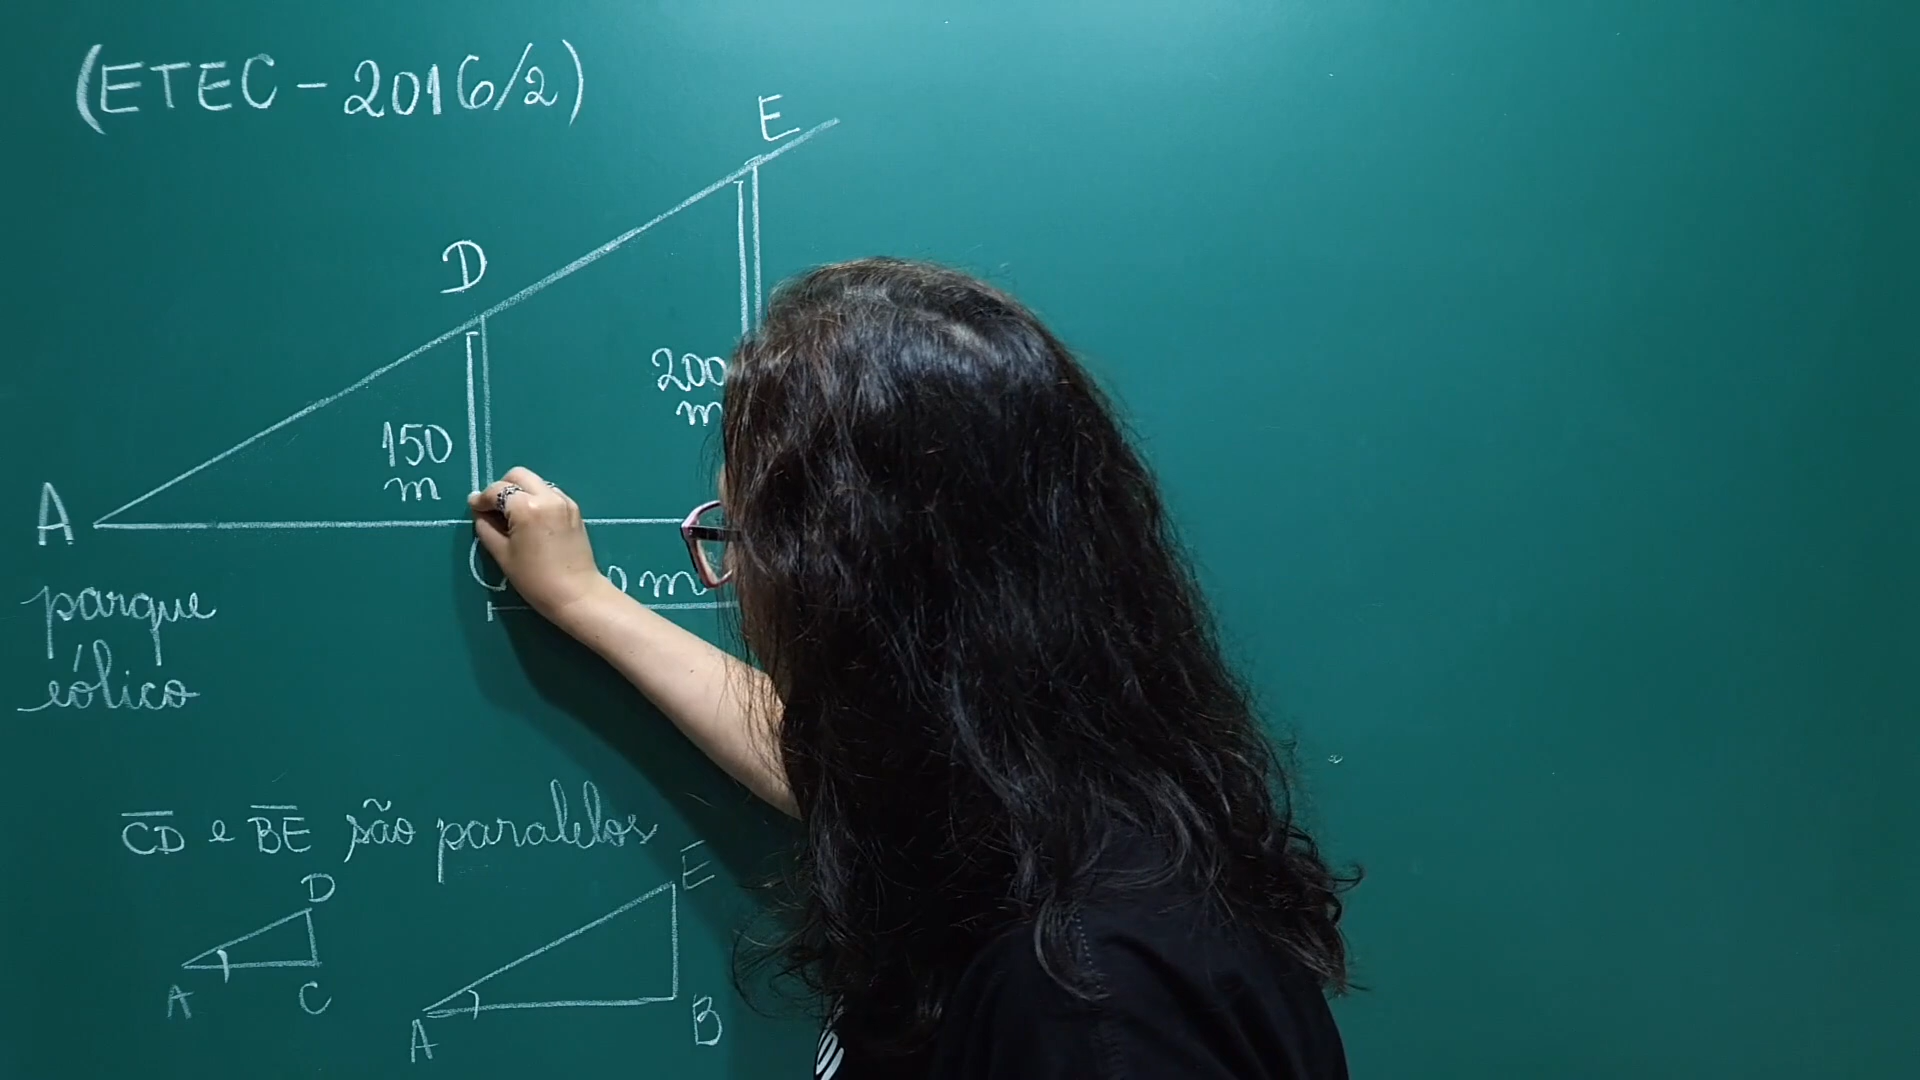 (ETEC - 2016/2)
E
D
200
m
150
m
A
C
m
parque
eólico
CD e BE são paralelos
D
E
A
C
A
B